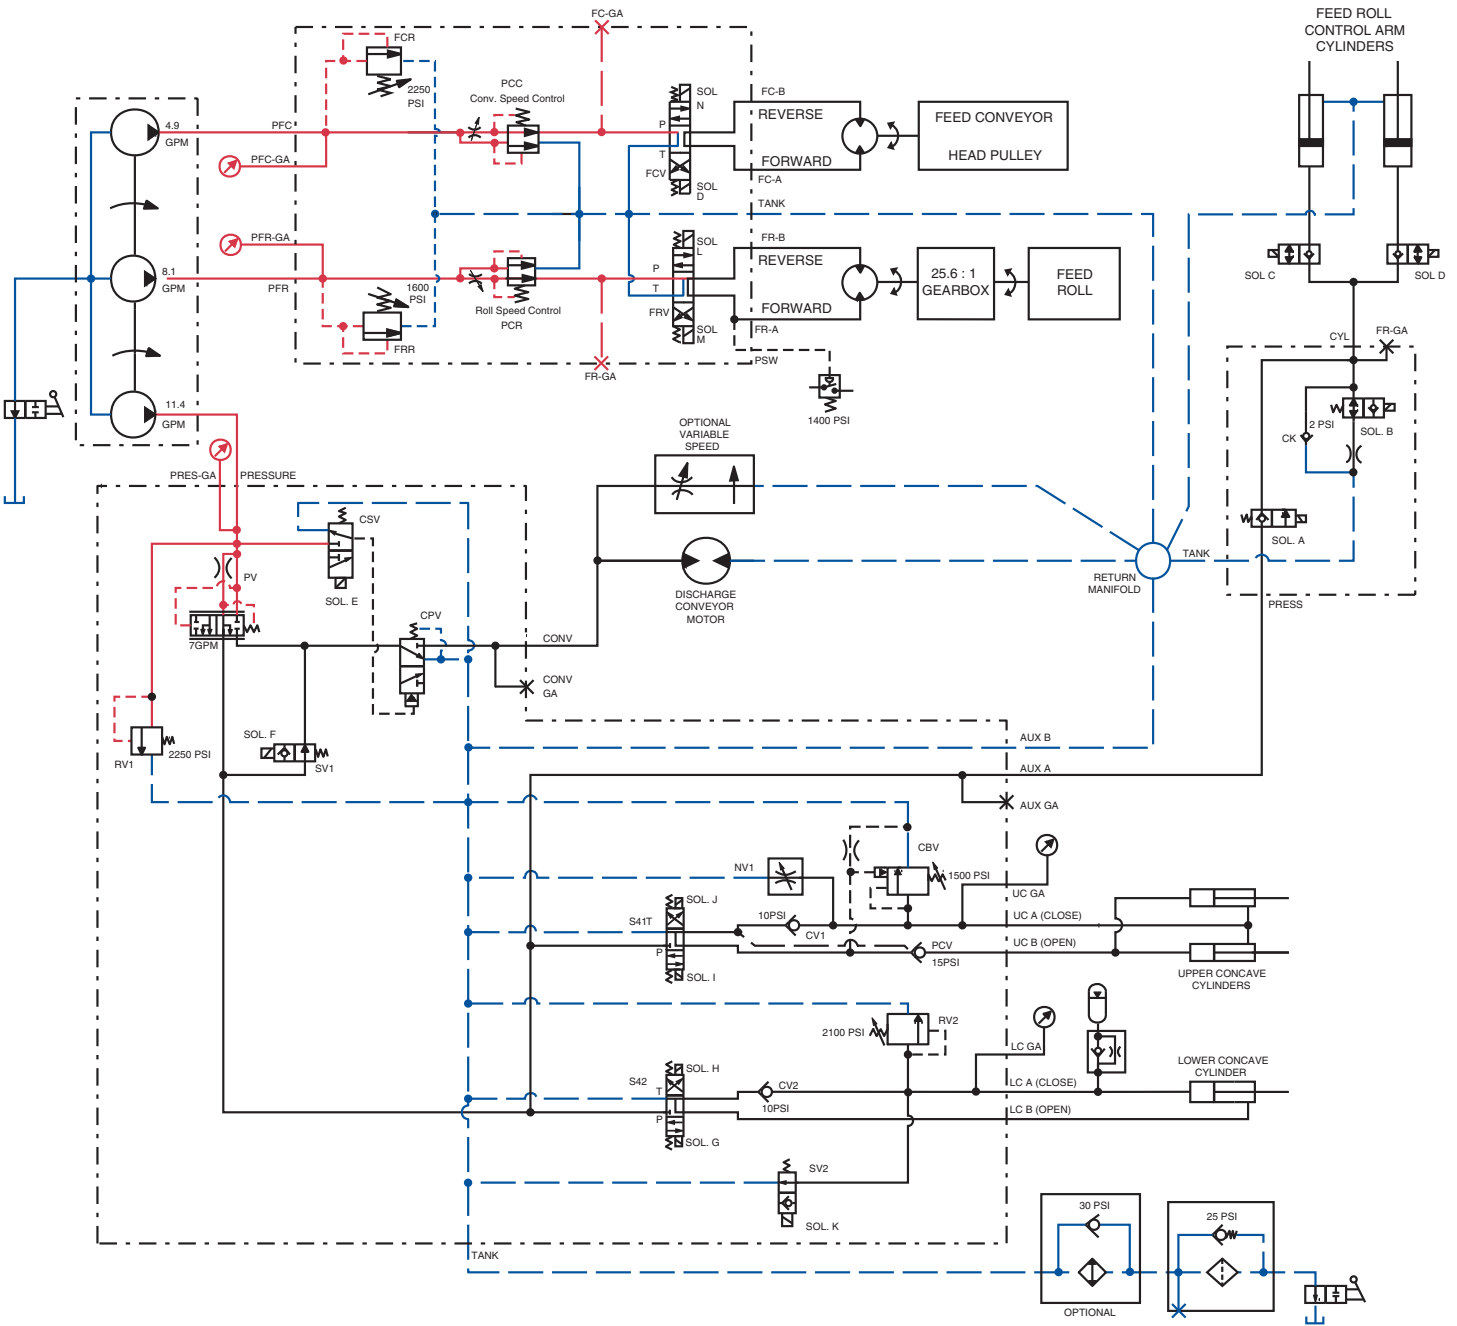 FC-GA
FEED ROLL
CONTROL ARM
CYLINDERS
FCR
2250
PSI
PCC
Conv. Speed Control
SOL
N
FC-B
REVERSE
FEED CONVEYOR
HEAD PULLEY
4.9
GPM
PFC
P
T
FORWARD
PFC-GA
FCV
SOL
D
FC-A
TANK
PFR-GA
SOL
L
FR-B
REVERSE
SOL C
SOL D
8.1
GPM
PFR
1600
PSI
P
T
25.6 : 1
GEARBOX
FEED
ROLL
Roll Speed Control
PCR
FRV
SOL
M
FORWARD
FR-A
FRR
PSW
FR-GA
CYL
FR-GA
11.4
GPM
1400 PSI
2 PSI
SOL. B
CK
OPTIONAL
VARIABLE
SPEED
PRES-GA
PRESSURE
CSV
SOL. A
PV
SOL. E
TANK
RETURN
MANIFOLD
DISCHARGE
CONVEYOR
MOTOR
PRESS
CPV
7GPM
CONV
CONV
GA
SOL. F
2250 PSI
RV1
SV1
AUX B
AUX A
AUX GA
CBV
NV1
1500 PSI
UC GA
SOL. J
10PSI
UC A (CLOSE)
S41T
CV1
P
PCV
15PSI
UC B (OPEN)
SOL. I
UPPER CONCAVE
CYLINDERS
2100 PSI
RV2
LC GA
LOWER CONCAVE
CYLINDER
SOL. H
S42
T
CV2
LC A (CLOSE)
10PSI
P
LC B (OPEN)
SOL. G
SV2
SOL. K
30 PSI
25 PSI
TANK
OPTIONAL